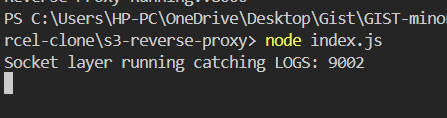 PS C:\Users\HP-PC\OneDrive\Desktop\Gist\GIST-mino
rcel-clone\s3-reverse-proxy> node index.js
Socket layer running catching LOGS: 9002